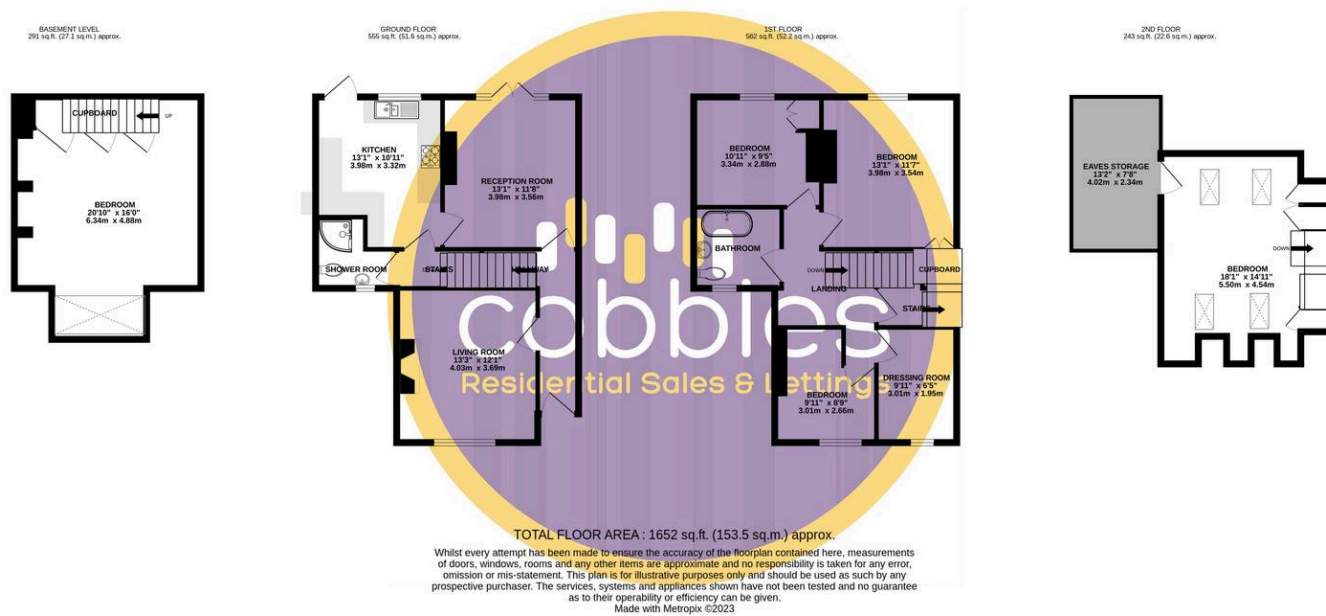 BASEMENT LEVEL
291 sq.ft. (27.1 sq.m.) approx.
CUPBOARD
UP
BEDROOM
20'10" x 16'0"
6.34m x 4.88m
GROUND FLOOR
555 sq.ft. (51.6 sq.m.) approx.
KITCHEN
13'1" x 10'11"
3.98m x 3.32m
RECEPTION ROOM
13'1" x 11'8"
3.98m x 3.56m
SHOWER ROOM
STAIRS
HALLWAY
LIVING ROOM
13'3" x 12'1"
4.03m x 3.69m
1ST FLOOR
562 sq.ft. (52.2 sq.m.) approx.
BEDROOM
10'11" x 9'5"
3.34m x 2.88m
BEDROOM
13'1" x 11'7"
3.98m x 3.54m
BATHROOM
DOWN
LANDING
CUPBOARD
STAIRS
BEDROOM
9'11" x 8'9"
3.01m x 2.66m
DRESSING ROOM
9'11" x 6'5"
3.01m x 1.95m
2ND FLOOR
243 sq.ft. (22.6 sq.m.) approx.
EAVES STORAGE
13'2" x 7'8"
4.02m x 2.34m
DOWN
BEDROOM
18'1" x 14'11"
5.50m x 4.54m
cobbies
Residential Sales & Lettings
TOTAL FLOOR AREA : 1652 sq.ft. (153.5 sq.m.) approx.
Whilst every attempt has been made to ensure the accuracy of the floorplan contained here, measurements
of doors, windows, rooms and any other items are approximate and no responsibility is taken for any error,
omission or mis-statement. This plan is for illustrative purposes only and should be used as such by any
prospective purchaser. The services, systems and appliances shown have not been tested and no guarantee
as to their operability or efficiency can be given.
Made with Metropix ©2023